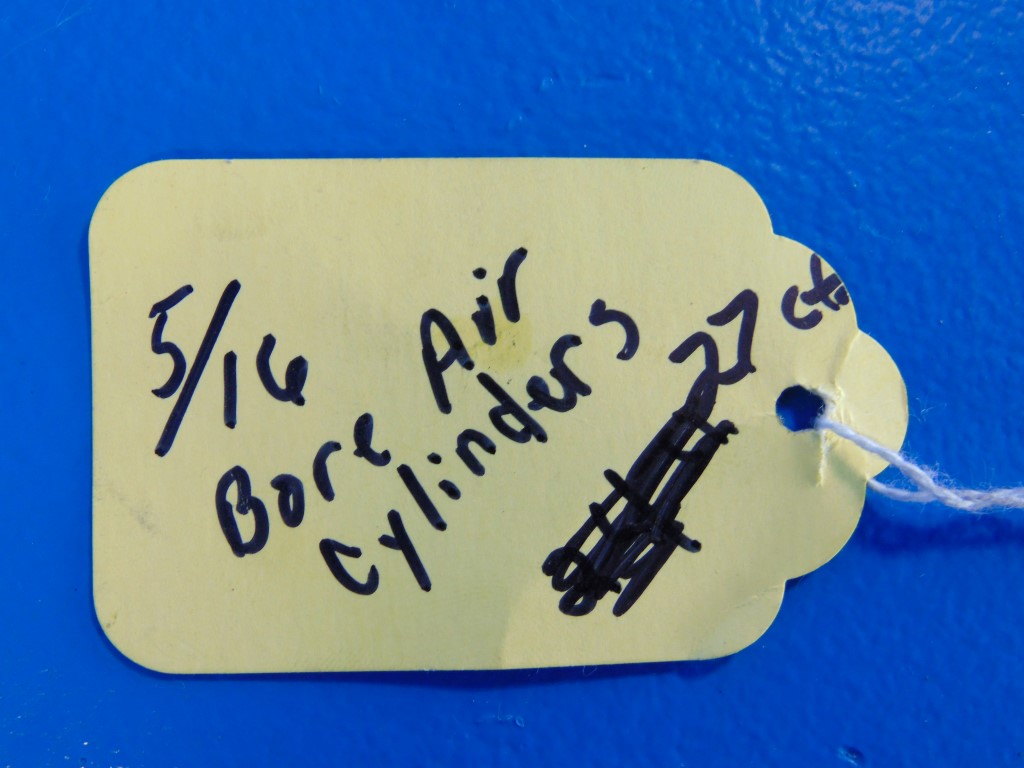 5/16
Bore Air
Cylinders
27 ct.